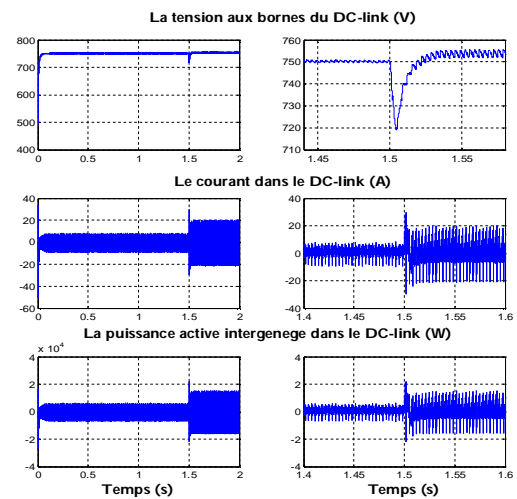 La tension aux bornes du DC-link (V)
800
700
600
500
400
0 0.5 1 1.5 2
760
750
740
730
720
710
1.45 1.5 1.55
Le courant dans le DC-link (A)
40
20
0
-20
-40
-60
0 0.5 1 1.5 2
40
20
0
-20
-40
1.4 1.45 1.5 1.55 1.6
La puissance active intergenege dans le DC-link (W)
x 10⁴
4
2
0
-2
-4
0 0.5 1 1.5 2
Temps (s)
4
2
0
-2
-4
1.4 1.45 1.5 1.55 1.6
Temps (s)